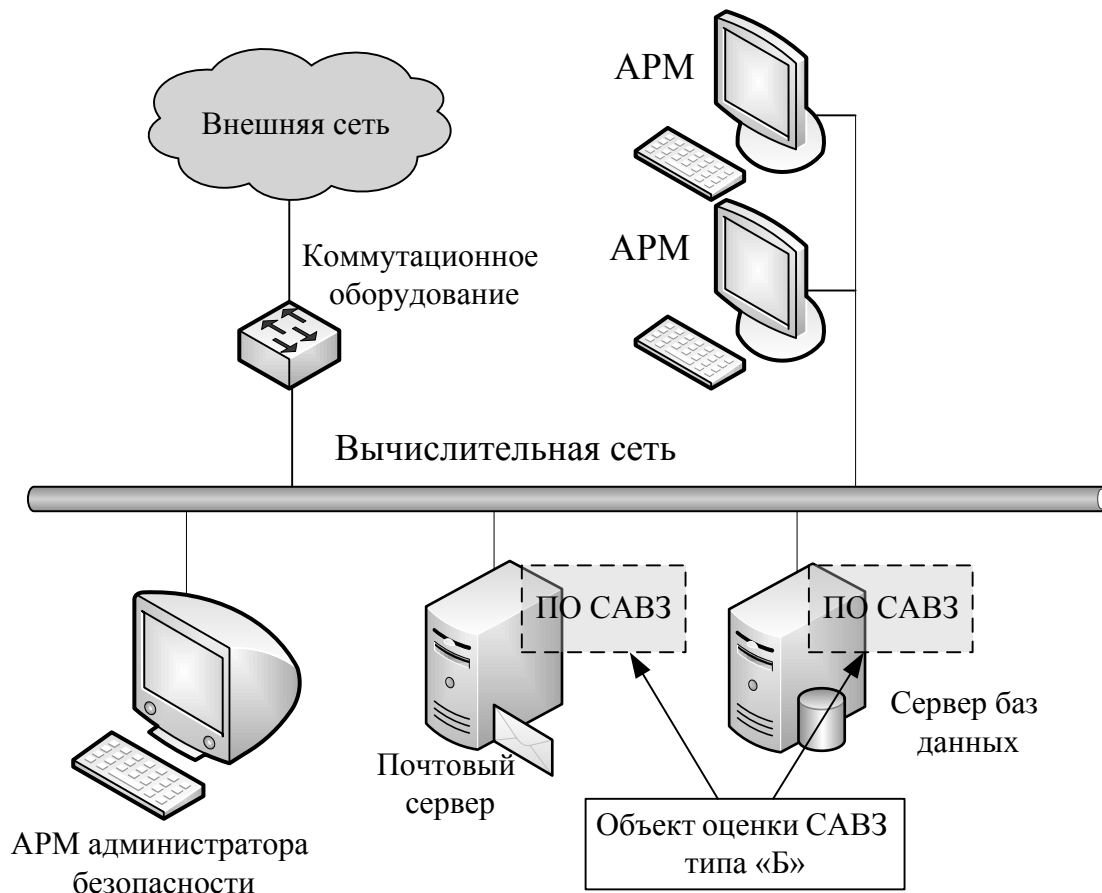 АРМ
Внешняя сеть
АРМ
Коммутационное
оборудование
Вычислительная сеть
ПО САВЗ
ПО САВЗ
Сервер баз
данных
Почтовый
сервер
Объект оценки САВЗ
типа «Б»
АРМ администратора
безопасности